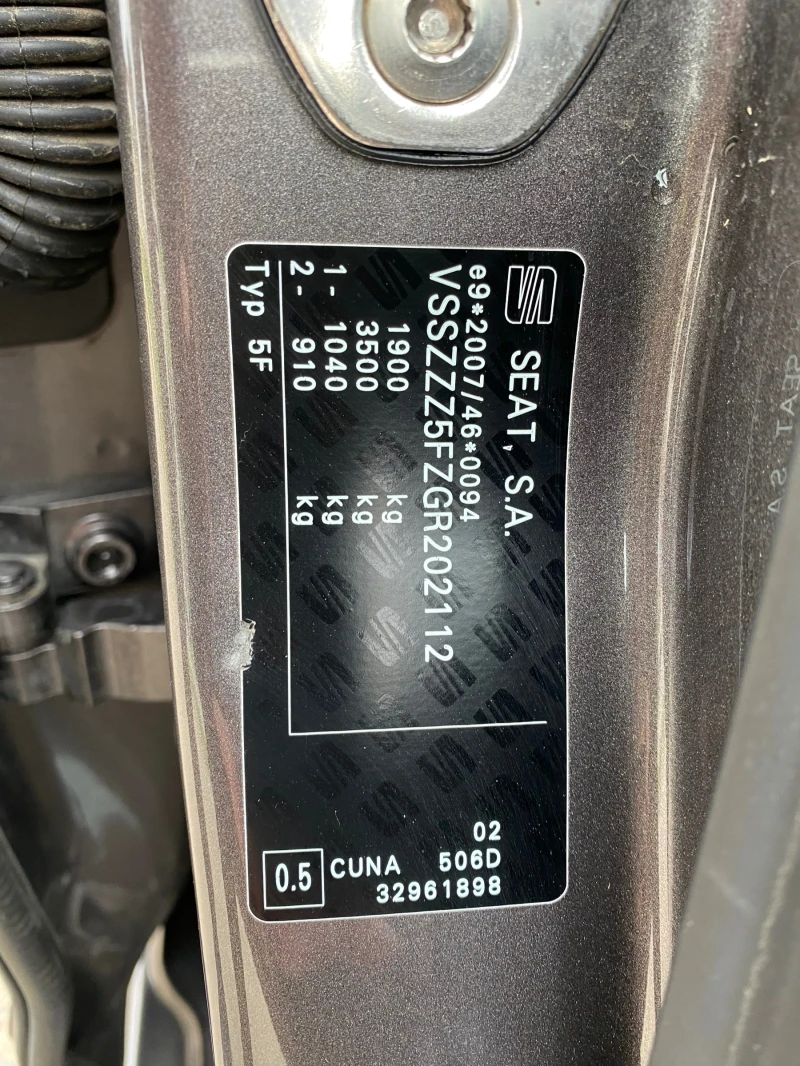 SEAT, S.A.
e9*2007/46*0094
VSSZZZ5FZGR202112
1900 kg
3500 kg
1- 1040 kg
2- 910 kg
Typ 5F
02
CUNA 506D
32961898
0.5
SEAT, S.A.